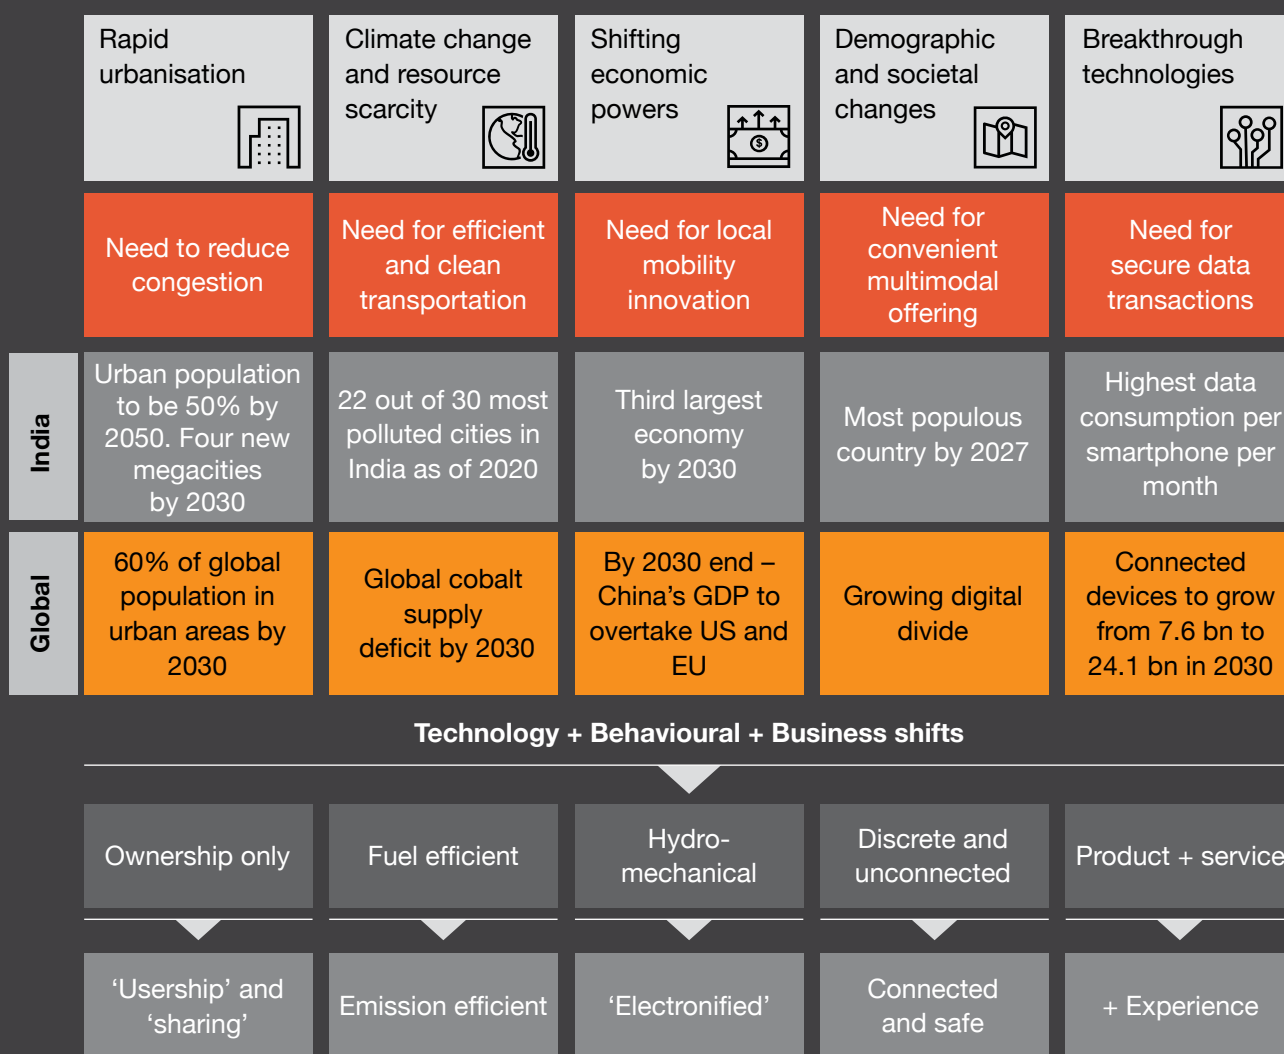 Rapid
urbanisation
Climate change
and resource
scarcity
Shifting
economic
powers
Demographic
and societal
changes
Breakthrough
technologies
Need to reduce
congestion
Need for efficient
and clean
transportation
Need for local
mobility
innovation
Need for
convenient
multimodal
offering
Need for
secure data
transactions
India
Urban population
to be 50% by
2050. Four new
megacities
by 2030
22 out of 30 most
polluted cities in
India as of 2020
Third largest
economy
by 2030
Most populous
country by 2027
Highest data
consumption per
smartphone per
month
Global
60% of global
population in
urban areas by
2030
Global cobalt
supply
deficit by 2030
By 2030 end –
China's GDP to
overtake US and
EU
Growing digital
divide
Connected
devices to grow
from 7.6 bn to
24.1 bn in 2030
Technology + Behavioural + Business shifts
Ownership only
Fuel efficient
Hydro-
mechanical
Discrete and
unconnected
Product + service
‘Usership’ and
‘sharing’
Emission efficient
‘Electronified’
Connected
and safe
+ Experience